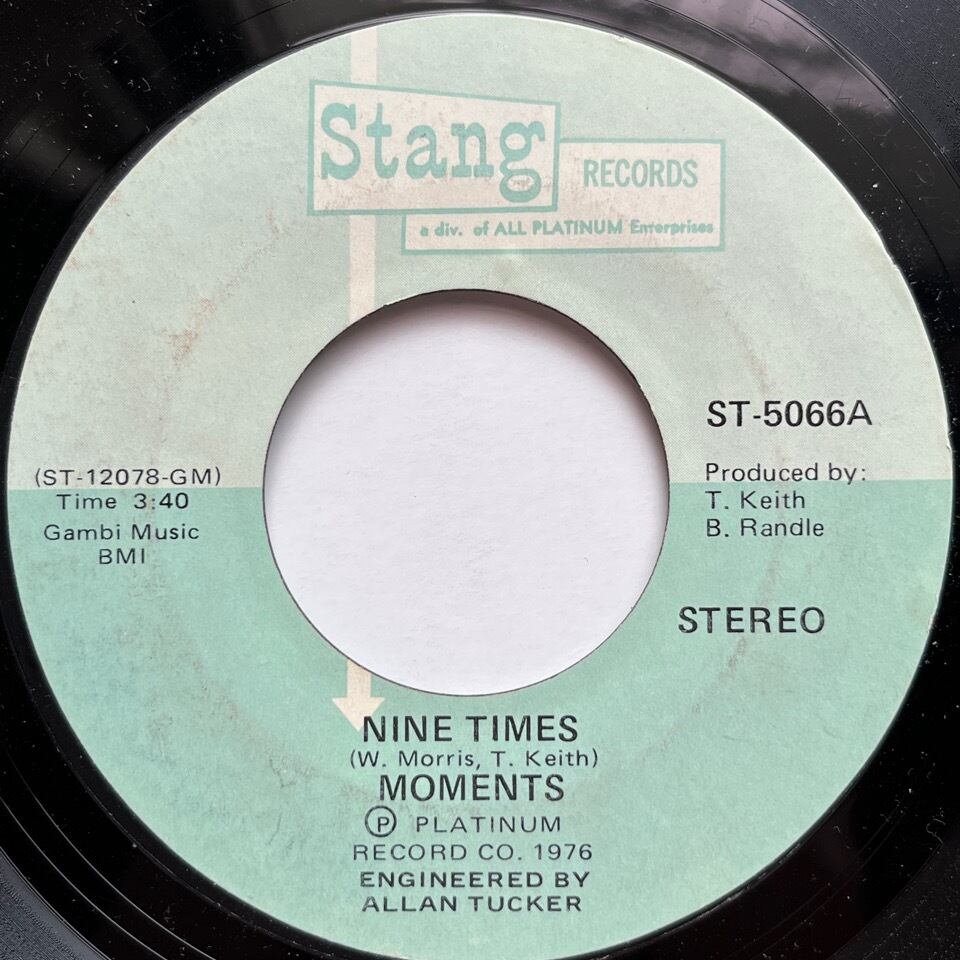 Stang
RECORDS
a div. of ALL PLATINUM Enterprises
ST-5066A
(ST-12078-GM)
Time 3:40
Gambi Music
BMI
Produced by:
T. Keith
B. Randle
STEREO
NINE TIMES
(W. Morris, T. Keith)
MOMENTS
Ⓟ PLATINUM
RECORD CO. 1976
ENGINEERED BY
ALLAN TUCKER